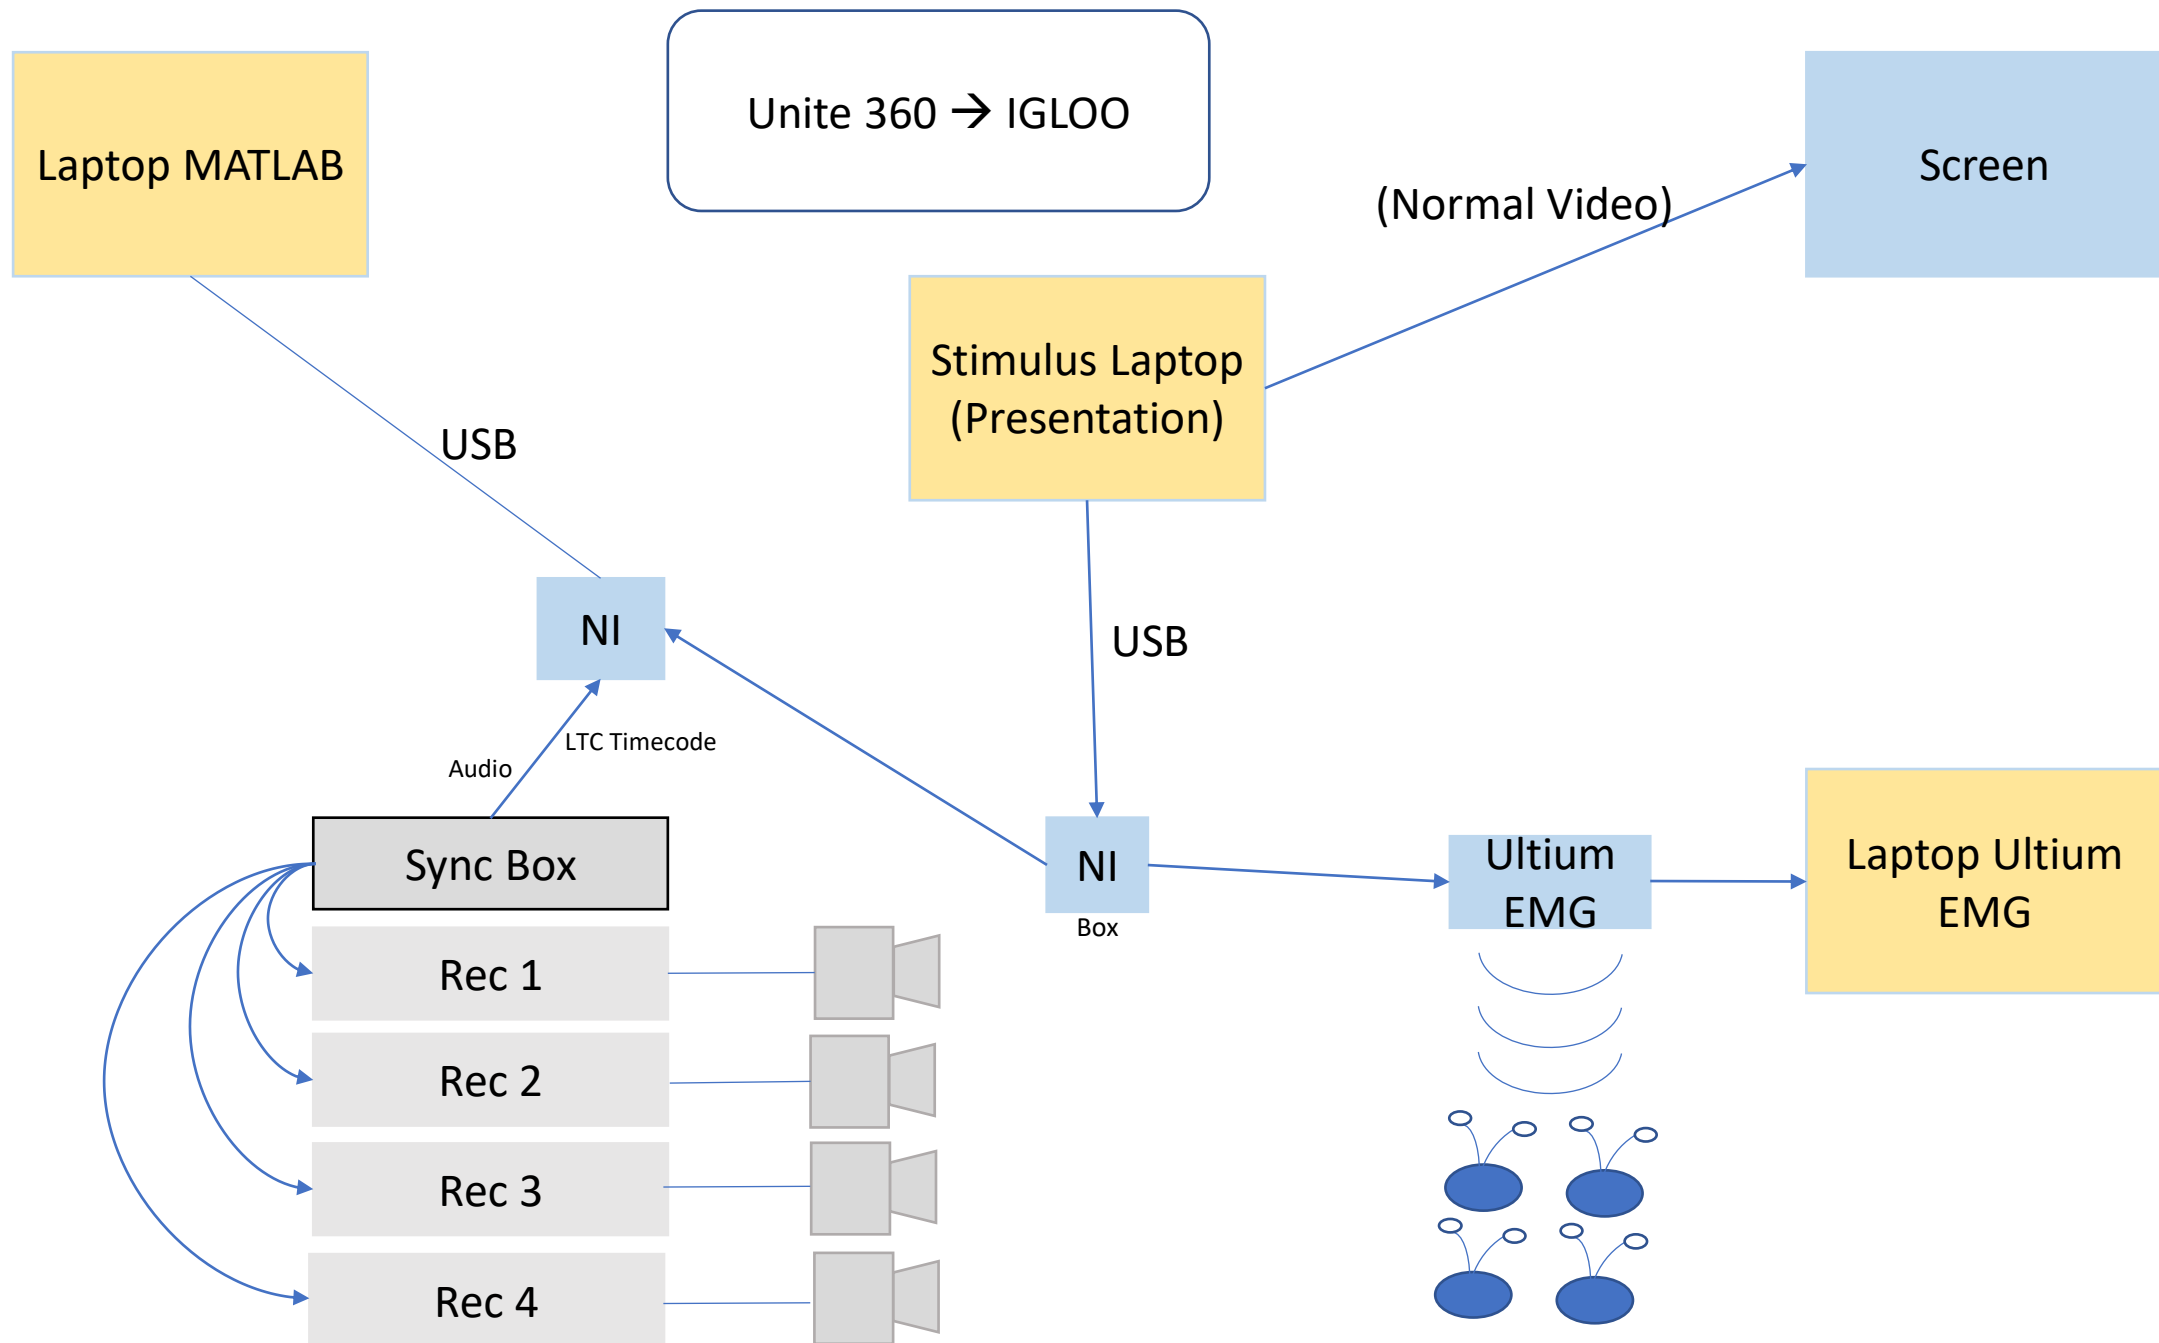 Unite 360 → IGLOO
Laptop MATLAB
Screen
(Normal Video)
Stimulus Laptop
(Presentation)
USB
NI
USB
LTC Timecode
Audio
Sync Box
NI
Box
Ultium
EMG
Laptop Ultium
EMG
Rec 1
Rec 2
Rec 3
Rec 4